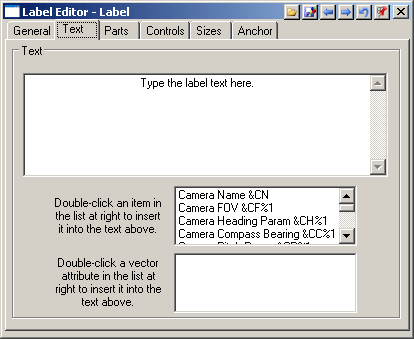 Label Editor - Label
General Text Parts Controls Sizes Anchor
Text
Type the label text here.
Double-click an item in
the list at right to insert
it into the text above.
Camera Name &CN
Camera FOV &CF%1
Camera Heading Param &CH%1
Camera Compass Bearing &CC%1
Double-click a vector
attribute in the list at
right to insert it into the
text above.